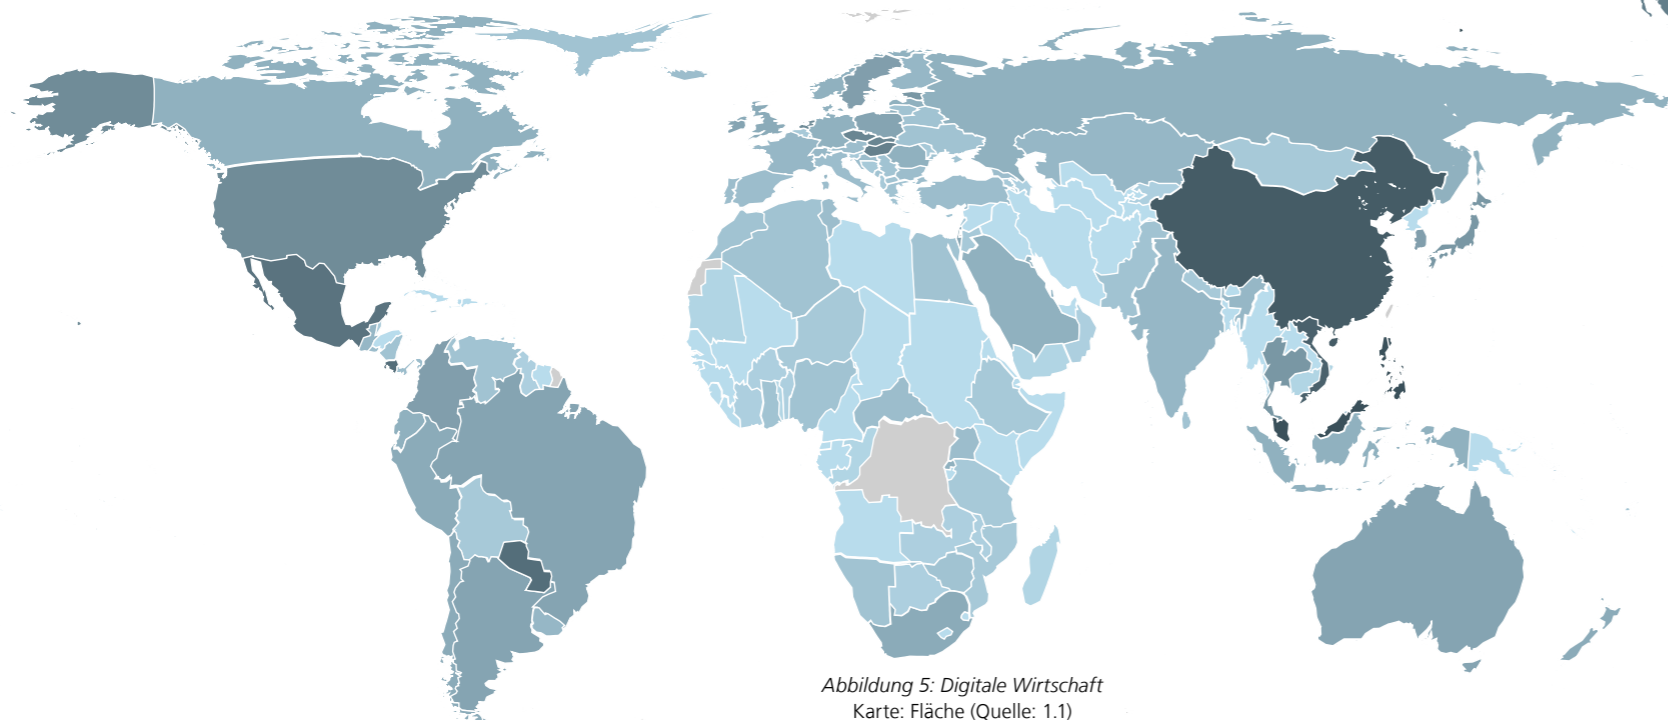 Abbildung 5: Digitale Wirtschaft
Karte: Fläche (Quelle: 1.1)